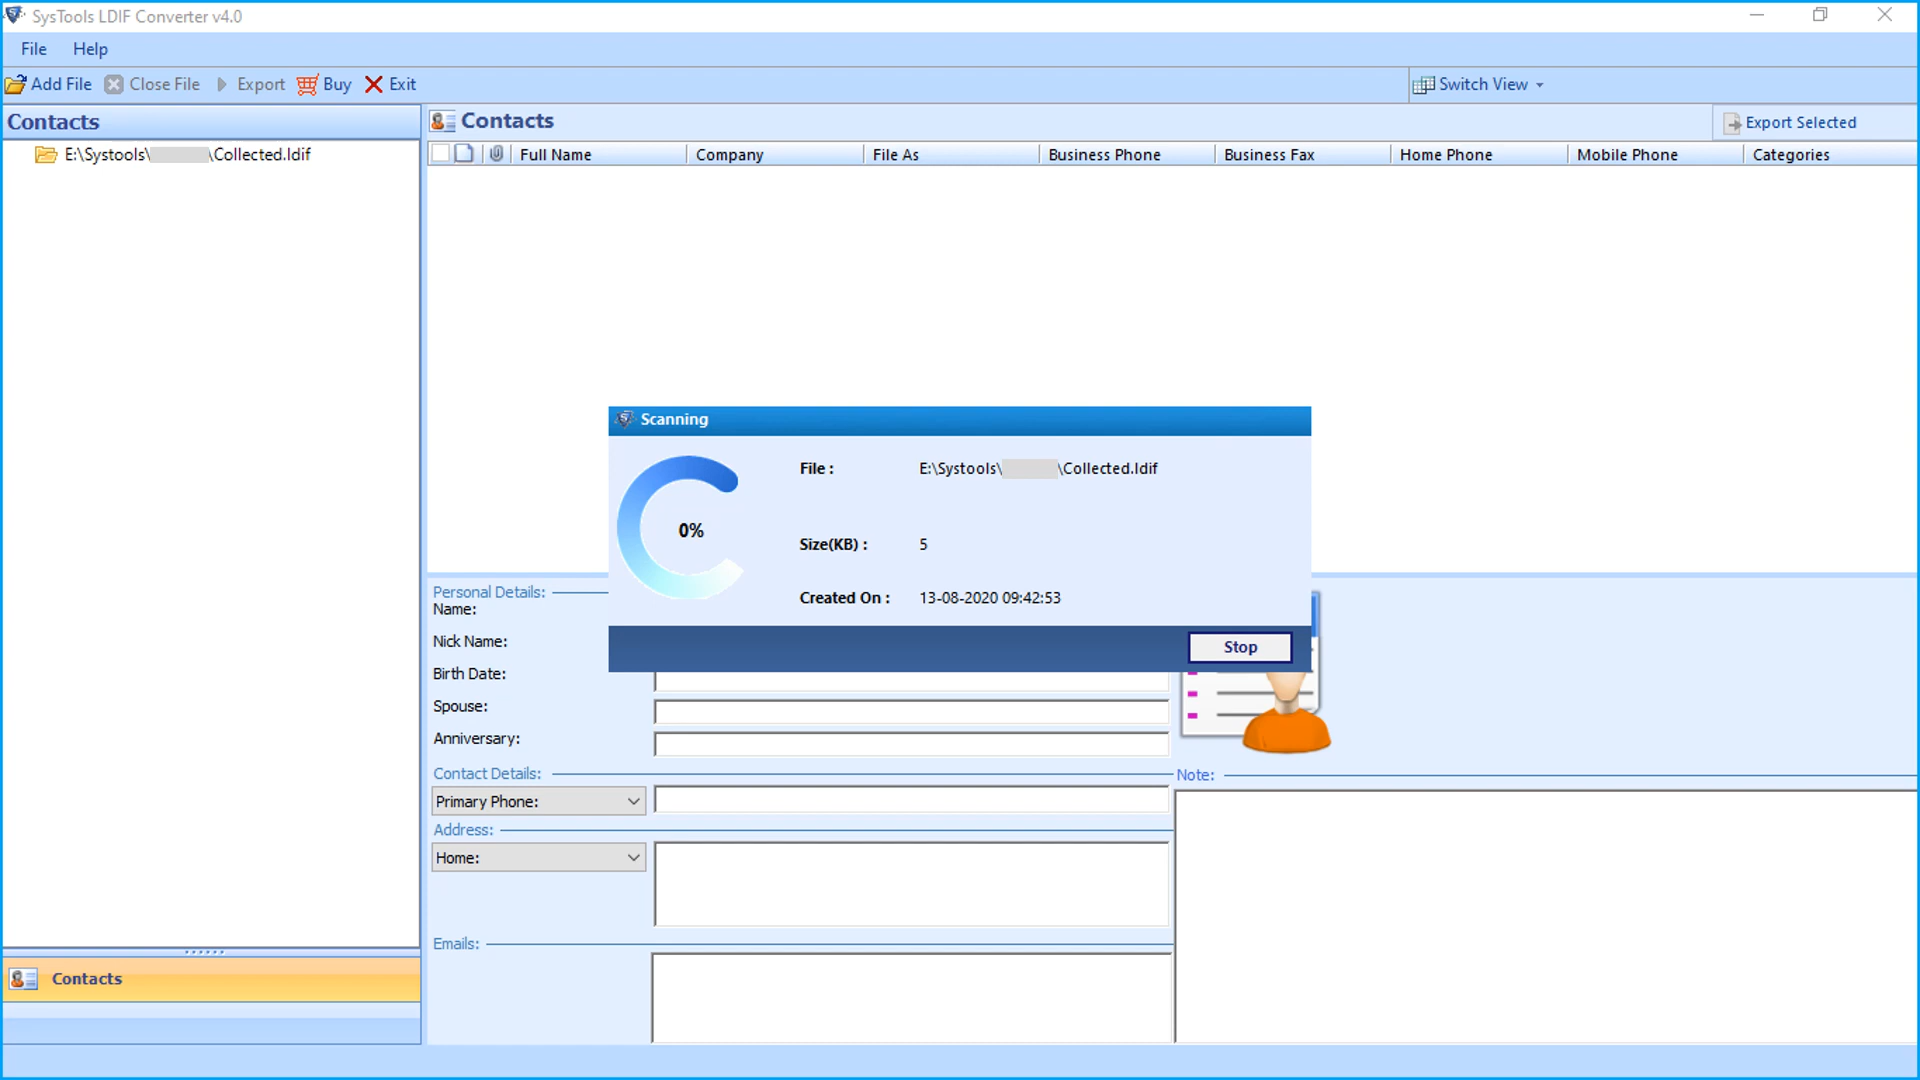 SysTools LDIF Converter v4.0
File Help
Add File Close File Export Buy Exit Switch View
Contacts
E:\Systools\ \Collected.ldif
Contacts
Export Selected
Full Name Company File As Business Phone Business Fax Home Phone Mobile Phone Categories
Scanning
0%
File : E:\Systools\ \Collected.ldif
Size(KB) : 5
Created On : 13-08-2020 09:42:53
Stop
Personal Details:
Name:
Nick Name:
Birth Date:
Spouse:
Anniversary:
Contact Details:
Primary Phone:
Address:
Home:
Emails:
Note:
Contacts